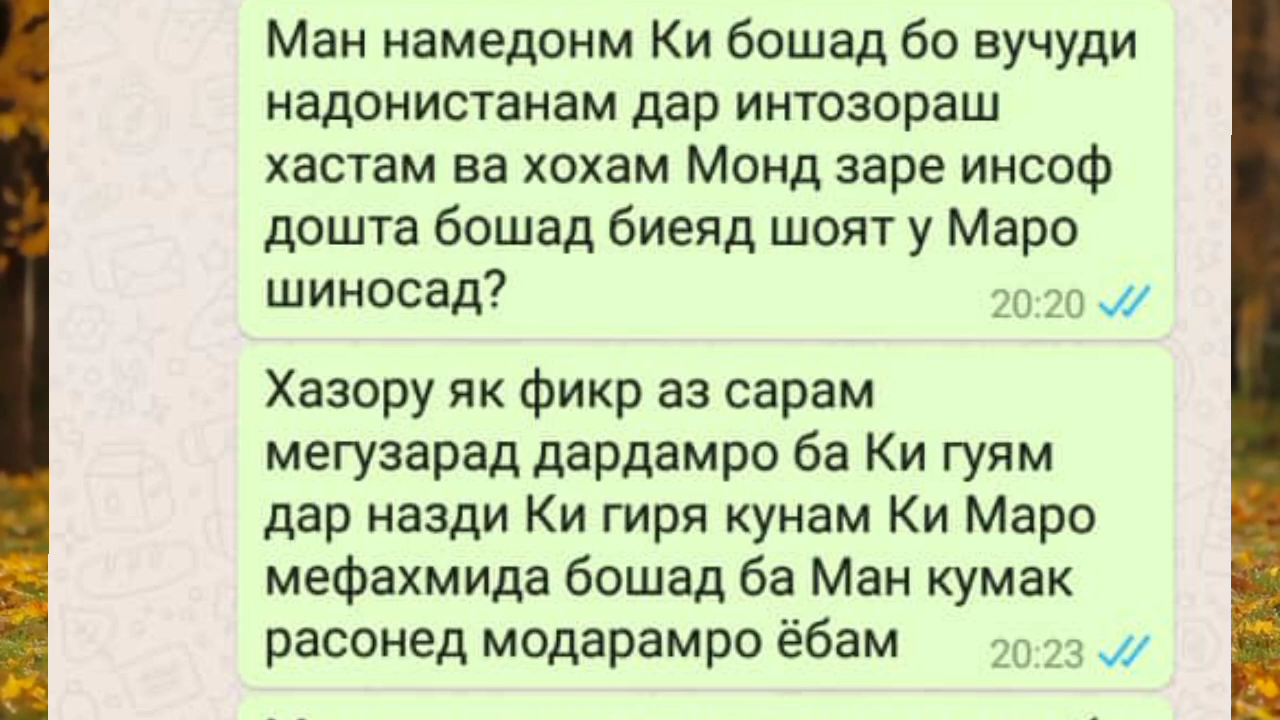 Ман намедонм Ки бошад бо вучуди
надонистанам дар интозораш
хастам ва хохам Монд заре инсоф
дошта бошад биеяд шоят у Маро
шиносад?
20:20
Хазору як фикр аз сарам
мегузарад дардамро ба Ки гуям
дар назди Ки гиря кунам Ки Маро
мефахмида бошад ба Ман кумак
расонед модарамро ёбам
20:23